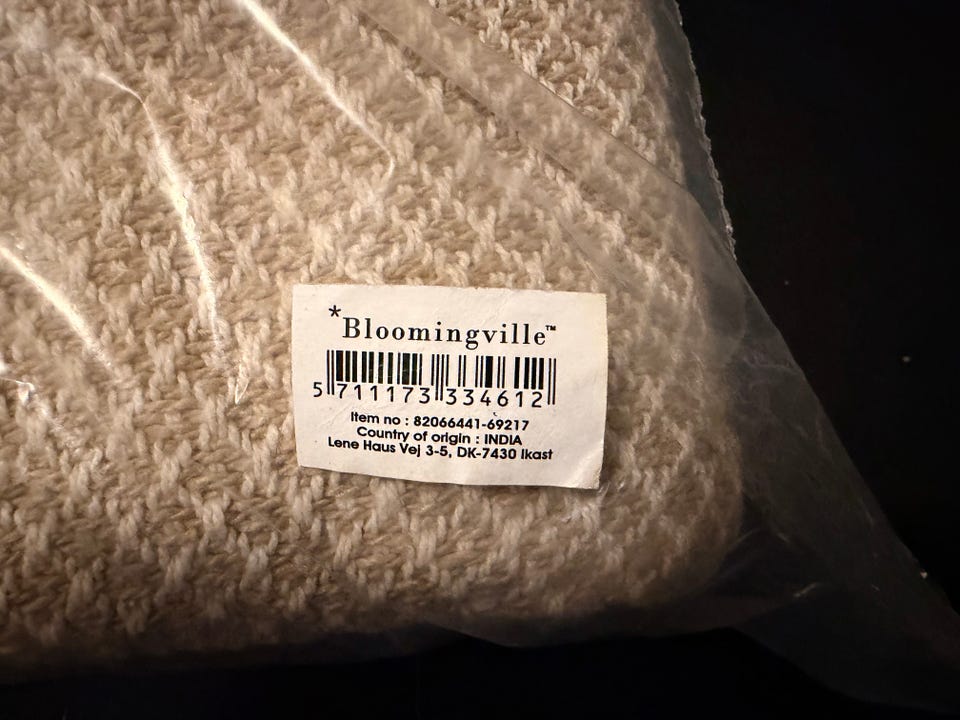 *Bloomingville™
5 711173 334612
Item no : 82066441-69217
Country of origin : INDIA
Lene Haus Vej 3-5, DK-7430 Ikast